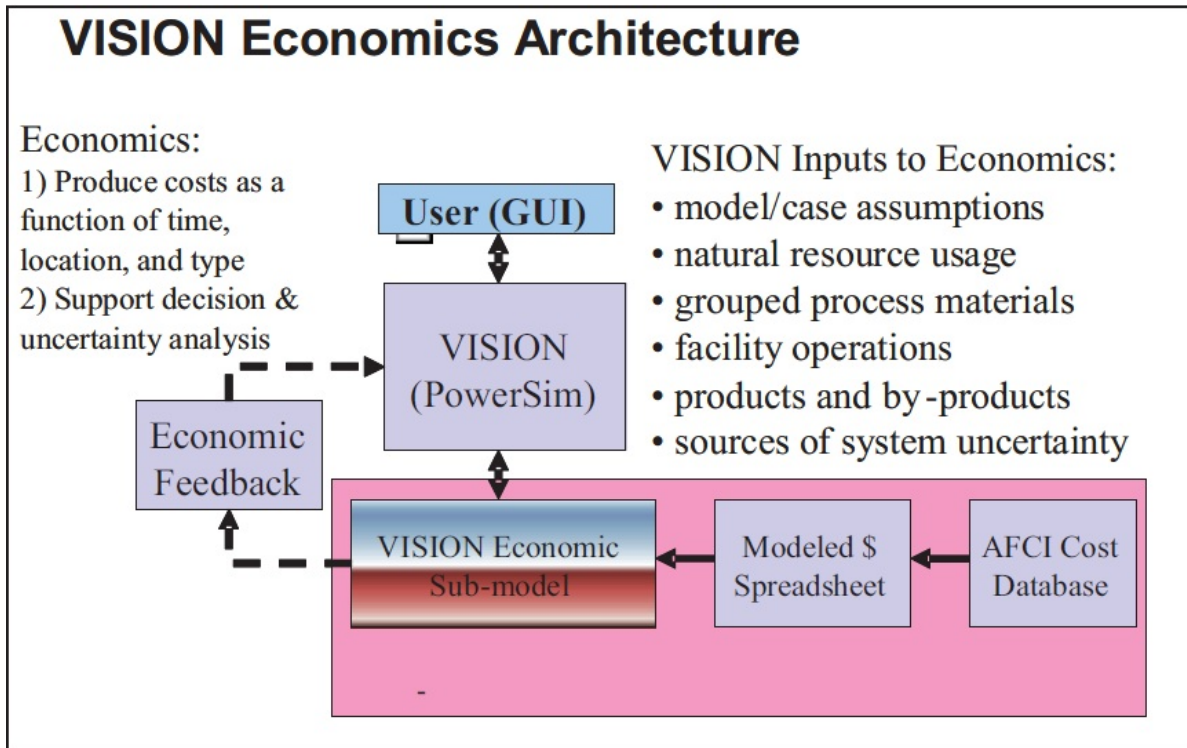 VISION Economics Architecture
Economics:
1) Produce costs as a
function of time,
location, and type
2) Support decision &
uncertainty analysis
User (GUI)
VISION
(PowerSim)
VISION Inputs to Economics:
• model/case assumptions
• natural resource usage
• grouped process materials
• facility operations
• products and by-products
• sources of system uncertainty
Economic
Feedback
VISION Economic
Sub-model
Modeled $
Spreadsheet
AFCI Cost
Database
-